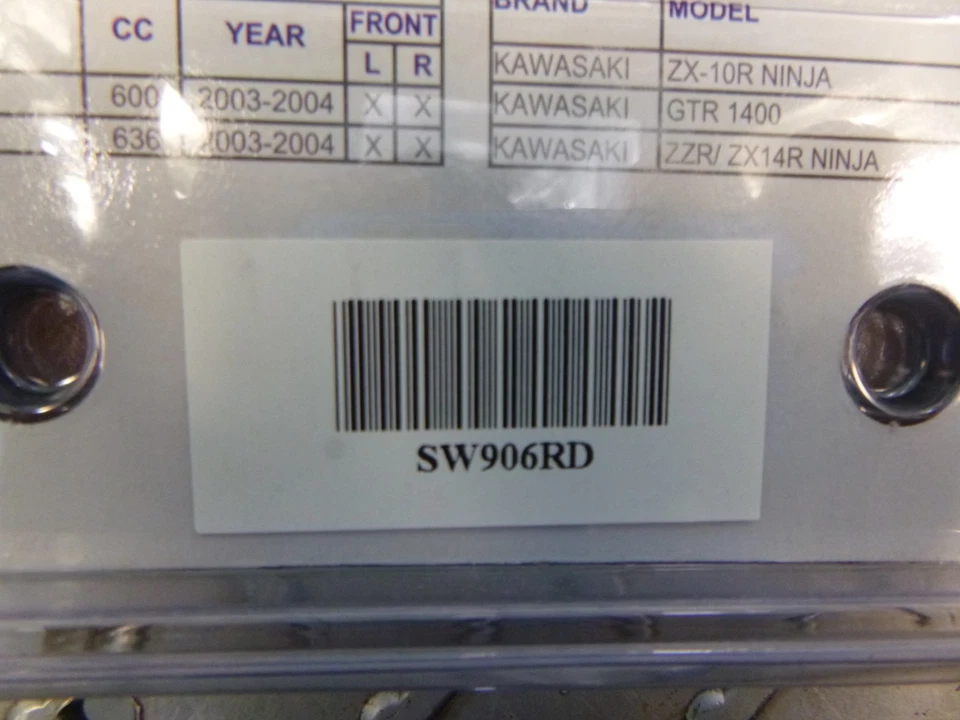 CC YEAR FRONT
L R
600 2003-2004 X X
636 2003-2004 X X
BRAND MODEL
KAWASAKI ZX-10R NINJA
KAWASAKI GTR 1400
KAWASAKI ZZR/ ZX14R NINJA
SW906RD